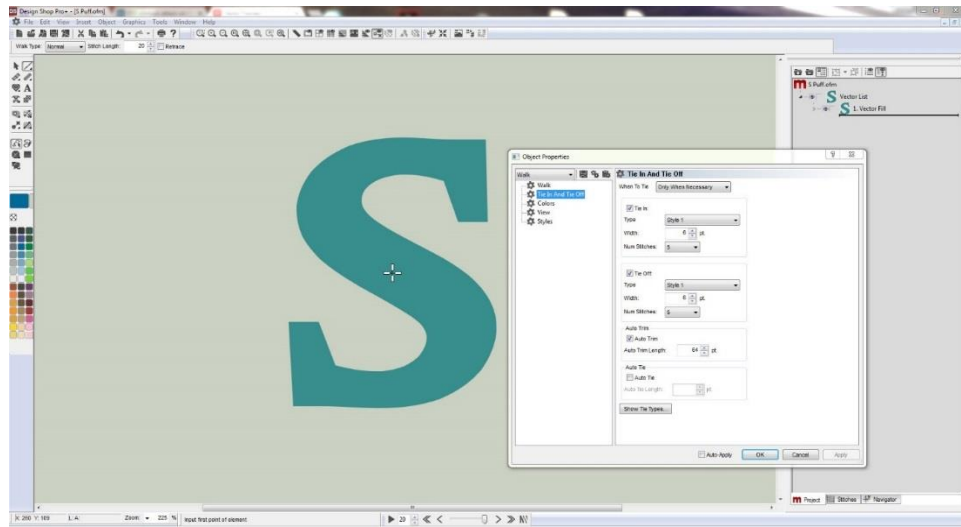 Design Shop Pro+ - [S Puff.ofm]
File Edit View Insert Object Graphics Tools Window Help
Walk Type: Normal Stitch Length: 20 Retrace
S Puff.ofm
Vector List
1. Vector Fill
Object Properties
Walk
Tie In And Tie Off
Walk
Tie In And Tie Off
Colors
View
Styles
When To Tie Only When Necessary
Tie In
Type Style 1
Width: 6 pt
Num Stitches: 5
Tie Off
Type Style 1
Width: 6 pt
Num Stitches: 5
Auto Trim
Auto Trim
Auto Trim Length: 64 pt
Auto Tie
Auto Tie
Auto Tie Length: pt
Show Tie Types...
Auto Apply OK Cancel Apply
S
Project Stitches Navigator
X: 260 Y: 189 L: A: Zoom: 225 % Input first point of element 20